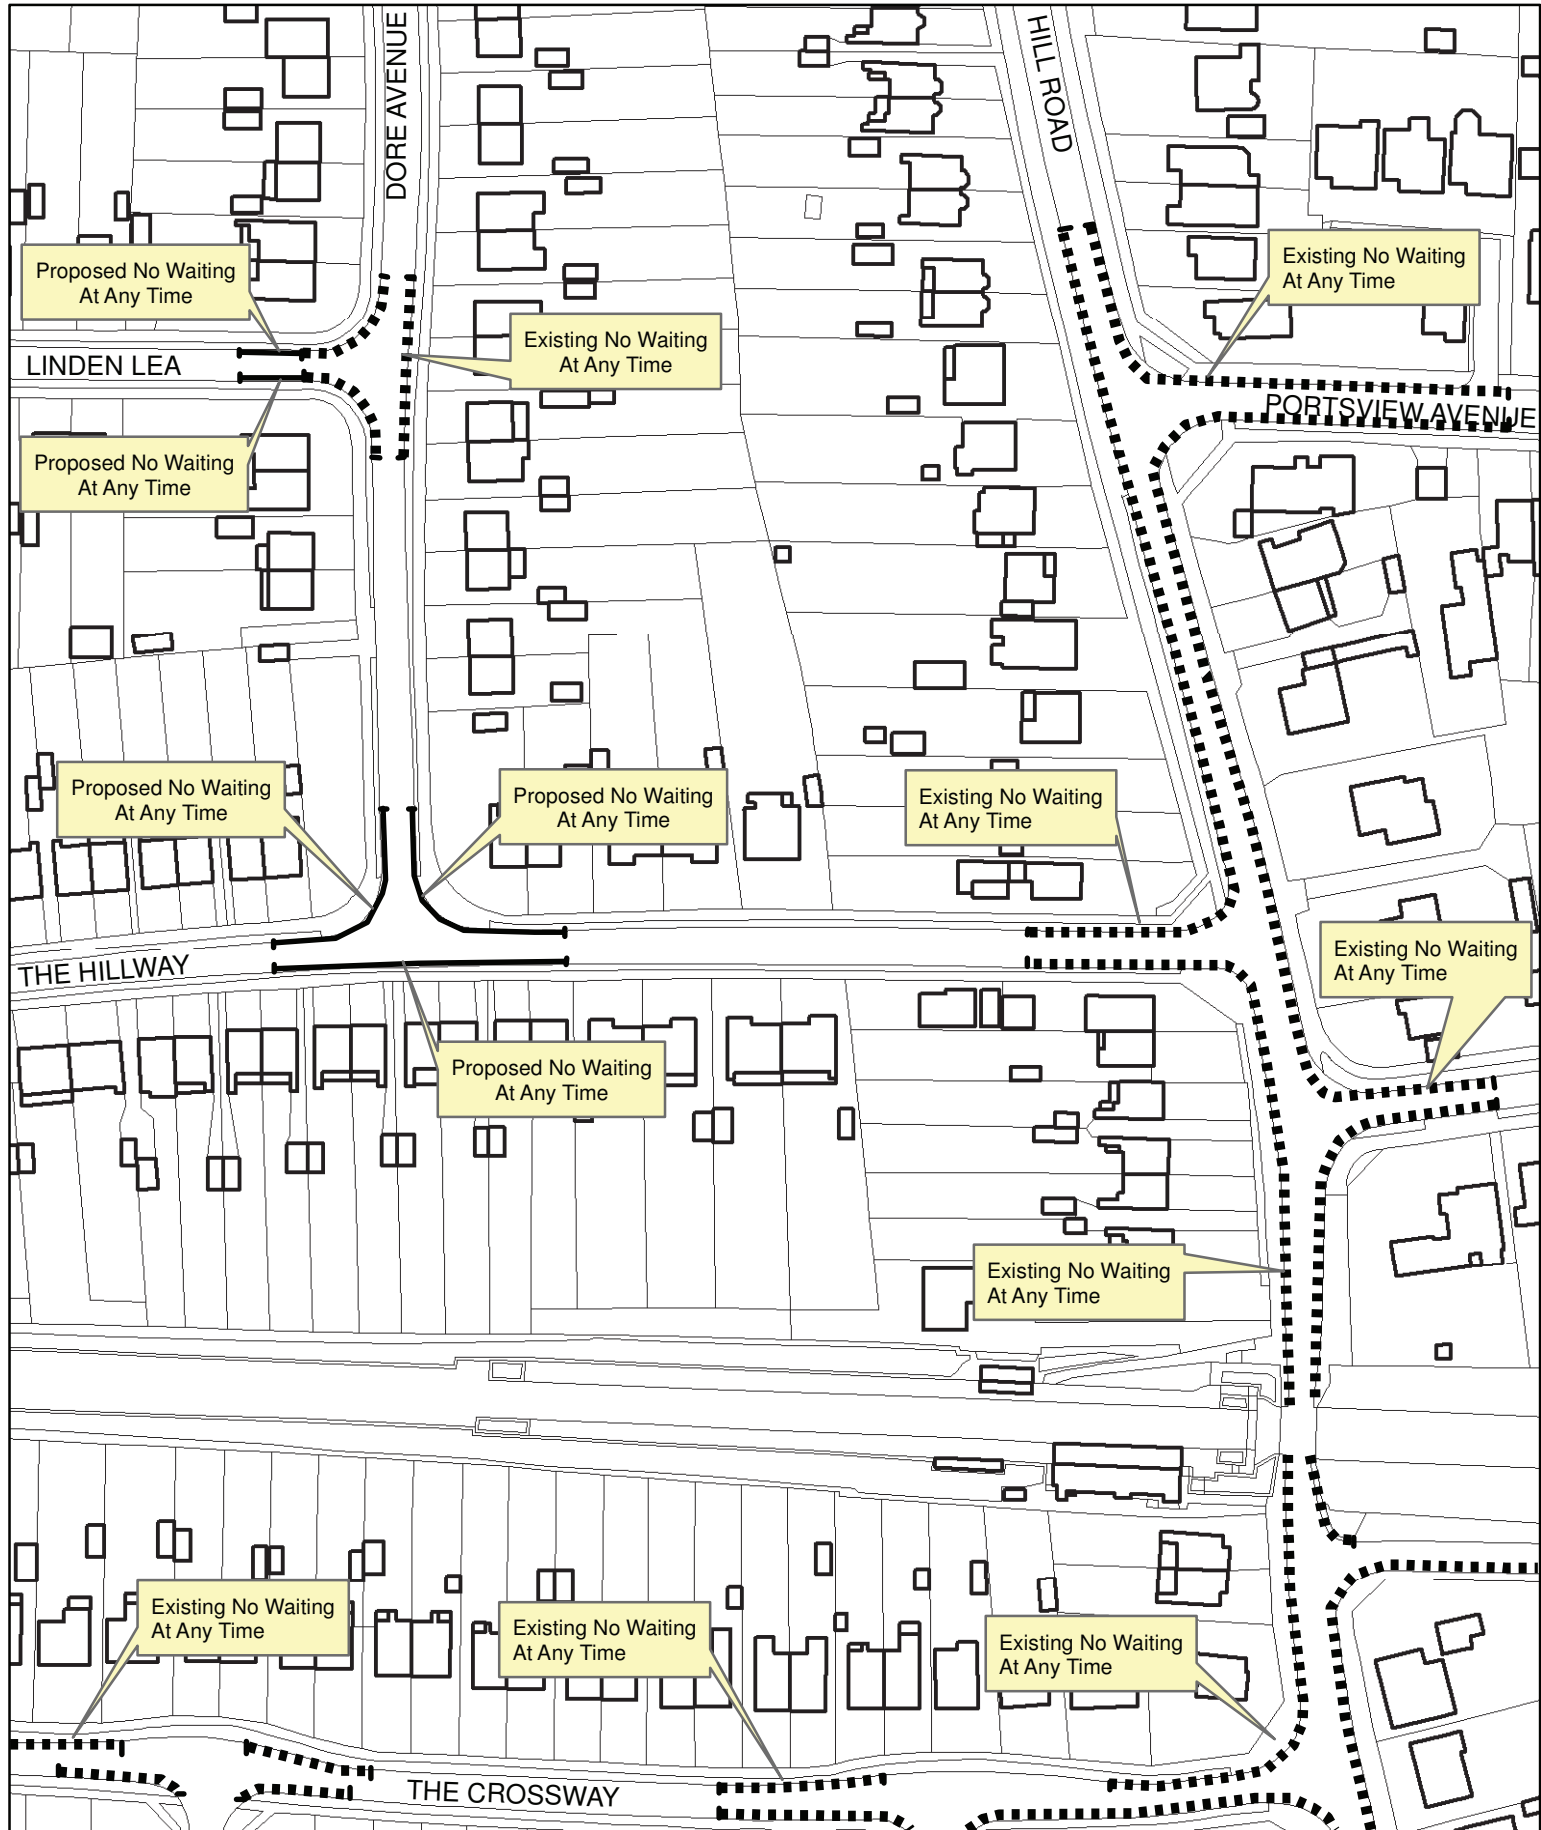 DORE AVENUE
HILL ROAD
Proposed No Waiting
At Any Time
Existing No Waiting
At Any Time
LINDEN LEA
Existing No Waiting
At Any Time
PORTSVIEW AVENUE
Proposed No Waiting
At Any Time
Proposed No Waiting
At Any Time
Proposed No Waiting
At Any Time
Existing No Waiting
At Any Time
THE HILLWAY
Existing No Waiting
At Any Time
Proposed No Waiting
At Any Time
Existing No Waiting
At Any Time
Existing No Waiting
At Any Time
Existing No Waiting
At Any Time
Existing No Waiting
At Any Time
THE CROSSWAY